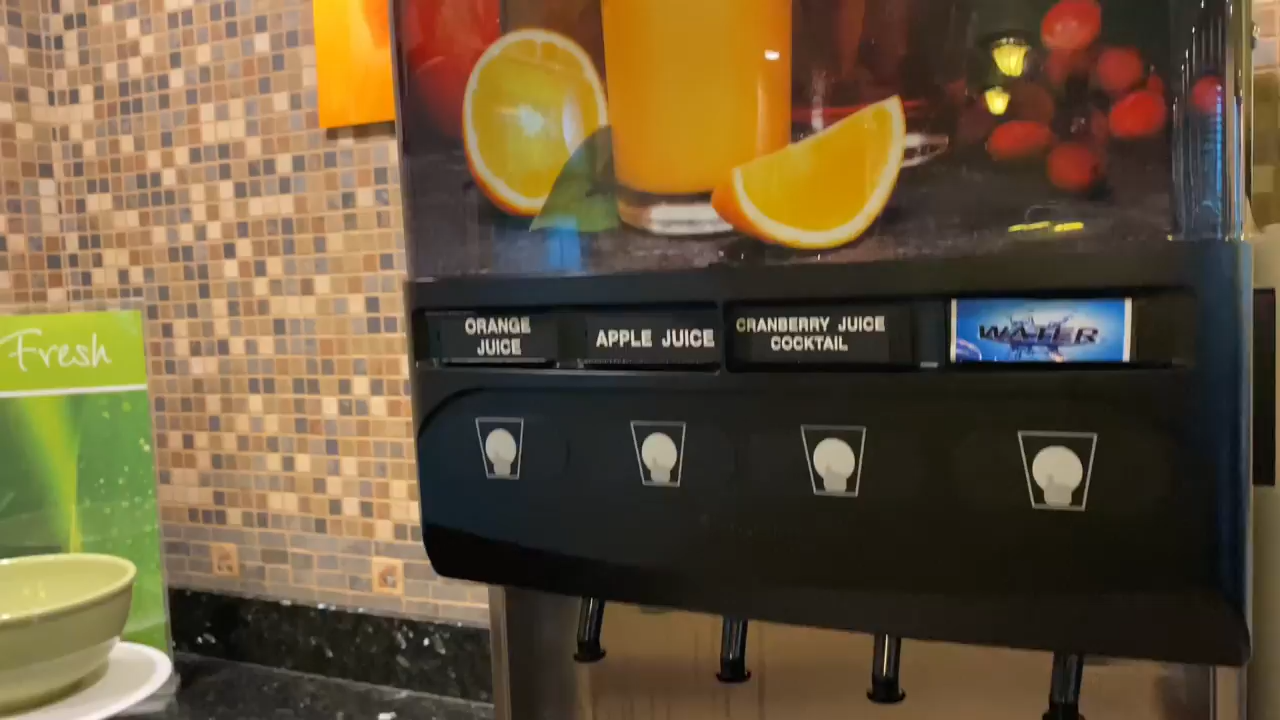 Fresh
ORANGE
JUICE
APPLE JUICE
CRANBERRY JUICE
COCKTAIL
WATER